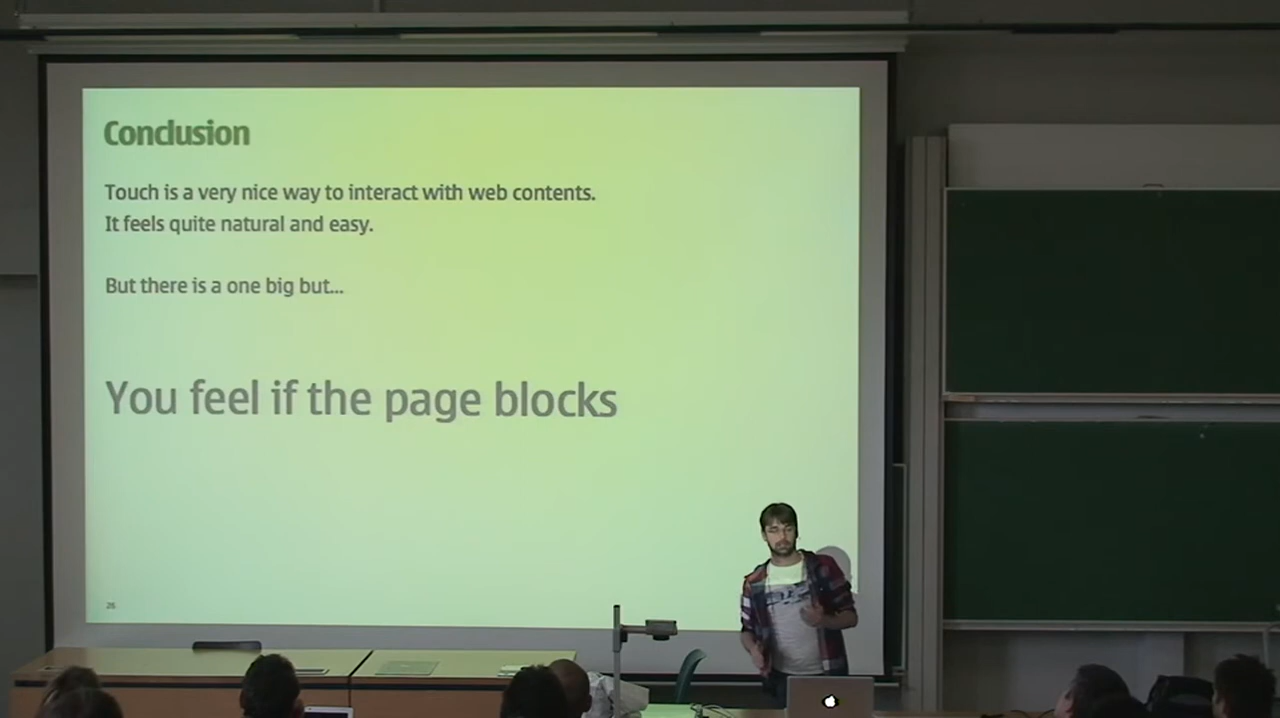 Conclusion
Touch is a very nice way to interact with web contents.
It feels quite natural and easy.
But there is a one big but...
You feel if the page blocks
26